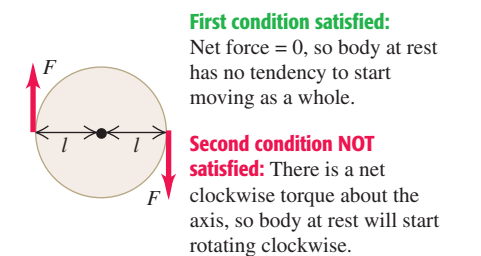 First condition satisfied:
Net force = 0, so body at rest
has no tendency to start
moving as a whole.
F
l l
Second condition NOT
satisfied: There is a net
clockwise torque about the
F
axis, so body at rest will start
rotating clockwise.